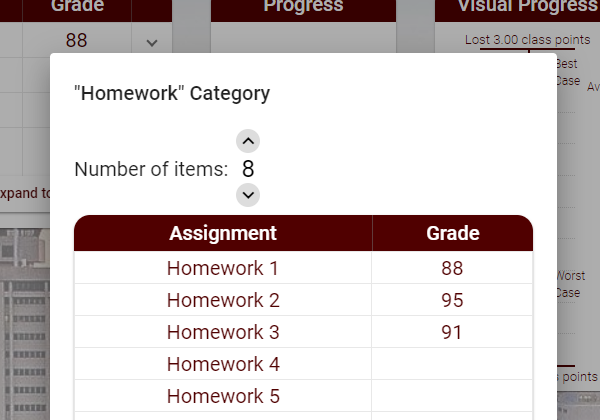 Grade Progress Visual Progress
88 Lost 3.00 class points
Best
Case
"Homework" Category
Number of items: 8
xpand to
Assignment Grade
Homework 1 88
Homework 2 95
Homework 3 91
Homework 4
Homework 5
Worst
Case
points